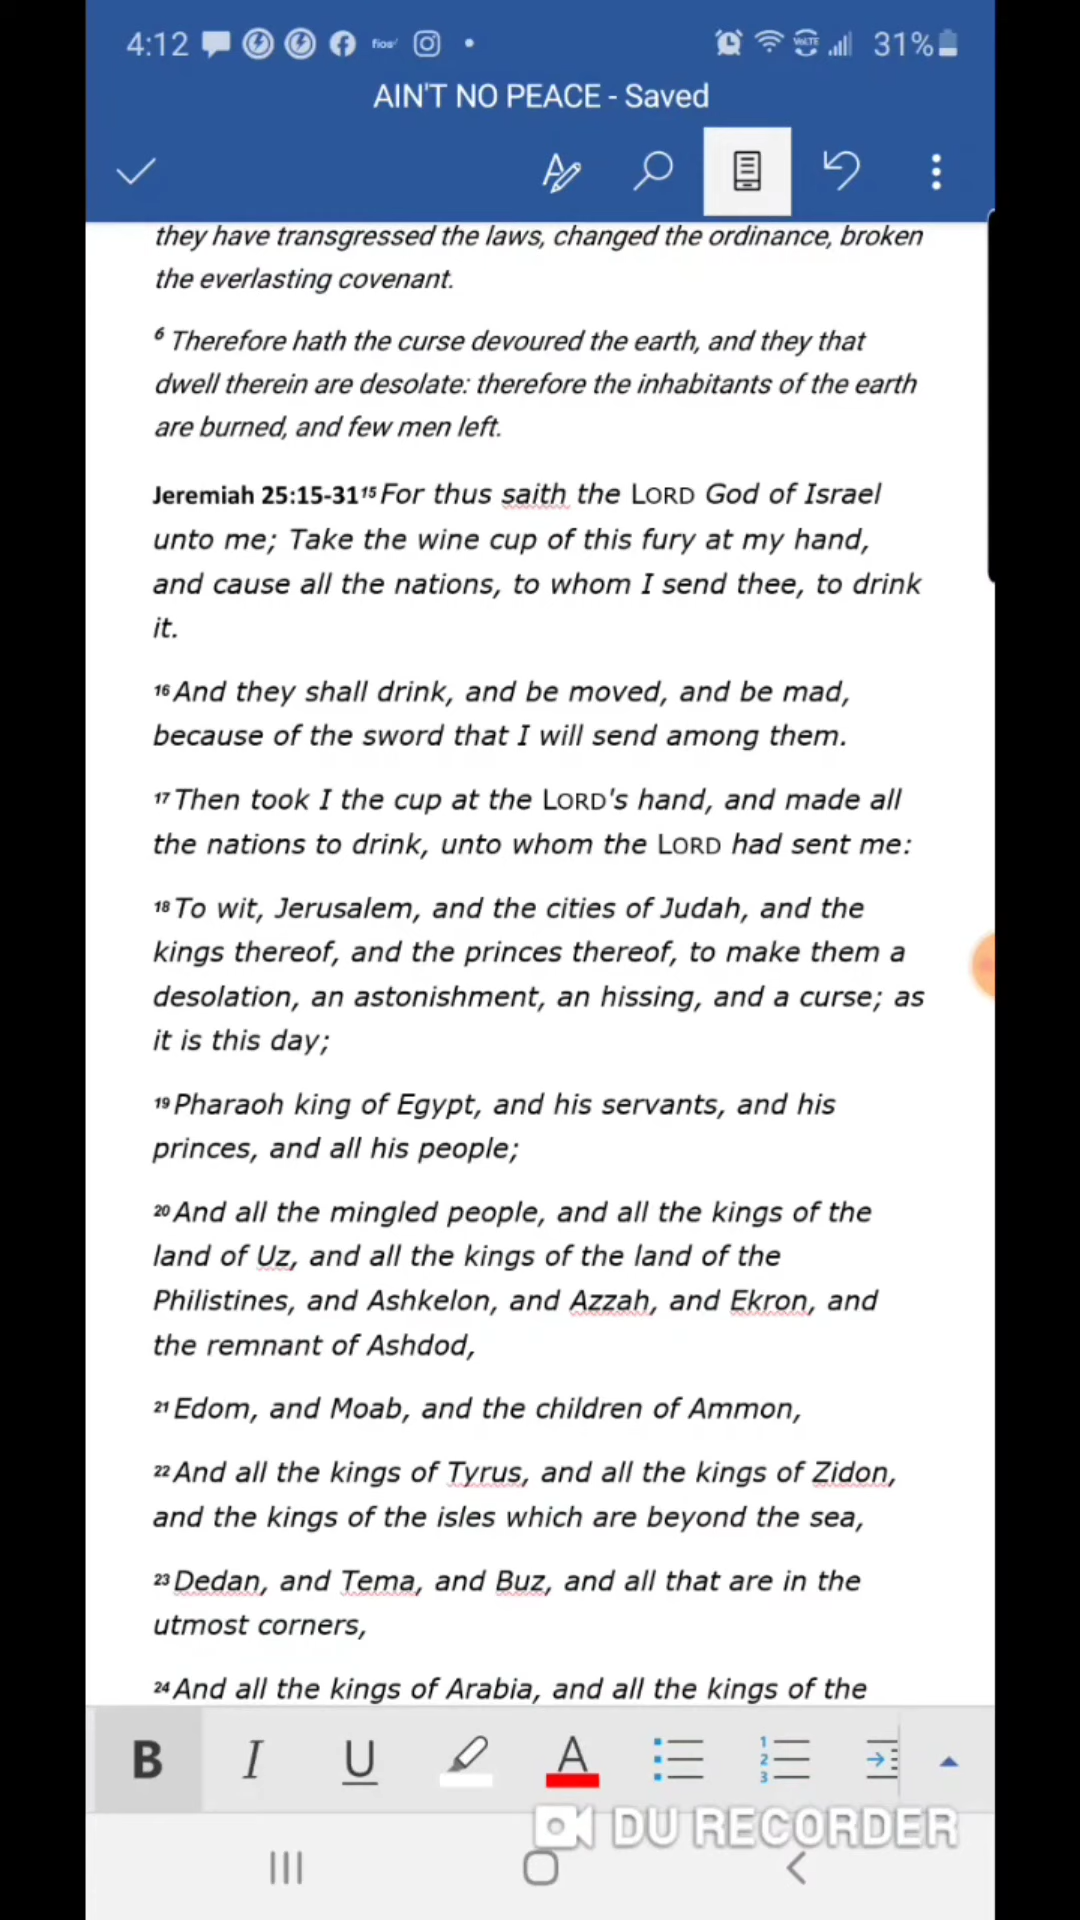 4:12 fios 31%
AIN'T NO PEACE - Saved
they have transgressed the laws, changed the ordinance, broken
the everlasting covenant.
6 Therefore hath the curse devoured the earth, and they that
dwell therein are desolate: therefore the inhabitants of the earth
are burned, and few men left.
Jeremiah 25:15-31 15 For thus saith the LORD God of Israel
unto me; Take the wine cup of this fury at my hand,
and cause all the nations, to whom I send thee, to drink
it.
16 And they shall drink, and be moved, and be mad,
because of the sword that I will send among them.
17 Then took I the cup at the LORD's hand, and made all
the nations to drink, unto whom the LORD had sent me:
18 To wit, Jerusalem, and the cities of Judah, and the
kings thereof, and the princes thereof, to make them a
desolation, an astonishment, an hissing, and a curse; as
it is this day;
19 Pharaoh king of Egypt, and his servants, and his
princes, and all his people;
20 And all the mingled people, and all the kings of the
land of Uz, and all the kings of the land of the
Philistines, and Ashkelon, and Azzah, and Ekron, and
the remnant of Ashdod,
21 Edom, and Moab, and the children of Ammon,
22 And all the kings of Tyrus, and all the kings of Zidon,
and the kings of the isles which are beyond the sea,
23 Dedan, and Tema, and Buz, and all that are in the
utmost corners,
24 And all the kings of Arabia, and all the kings of the
B I U A 1 2 3
DU RECORDER